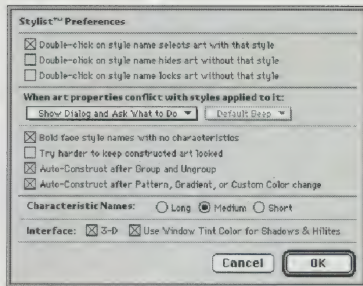 Stylist™ Preferences
Double-click on style name selects art with that style
Double-click on style name hides art without that style
Double-click on style name locks art without that style
When art properties conflict with styles applied to it:
Show Dialog and Ask What to Do Default Beep
Bold face style names with no characteristics
Try harder to keep constructed art locked
Auto-Construct after Group and Ungroup
Auto-Construct after Pattern, Gradient, or Custom Color change
Characteristic Names: Long Medium Short
Interface: 3-D Use Window Tint Color for Shadows & Hilites
Cancel OK